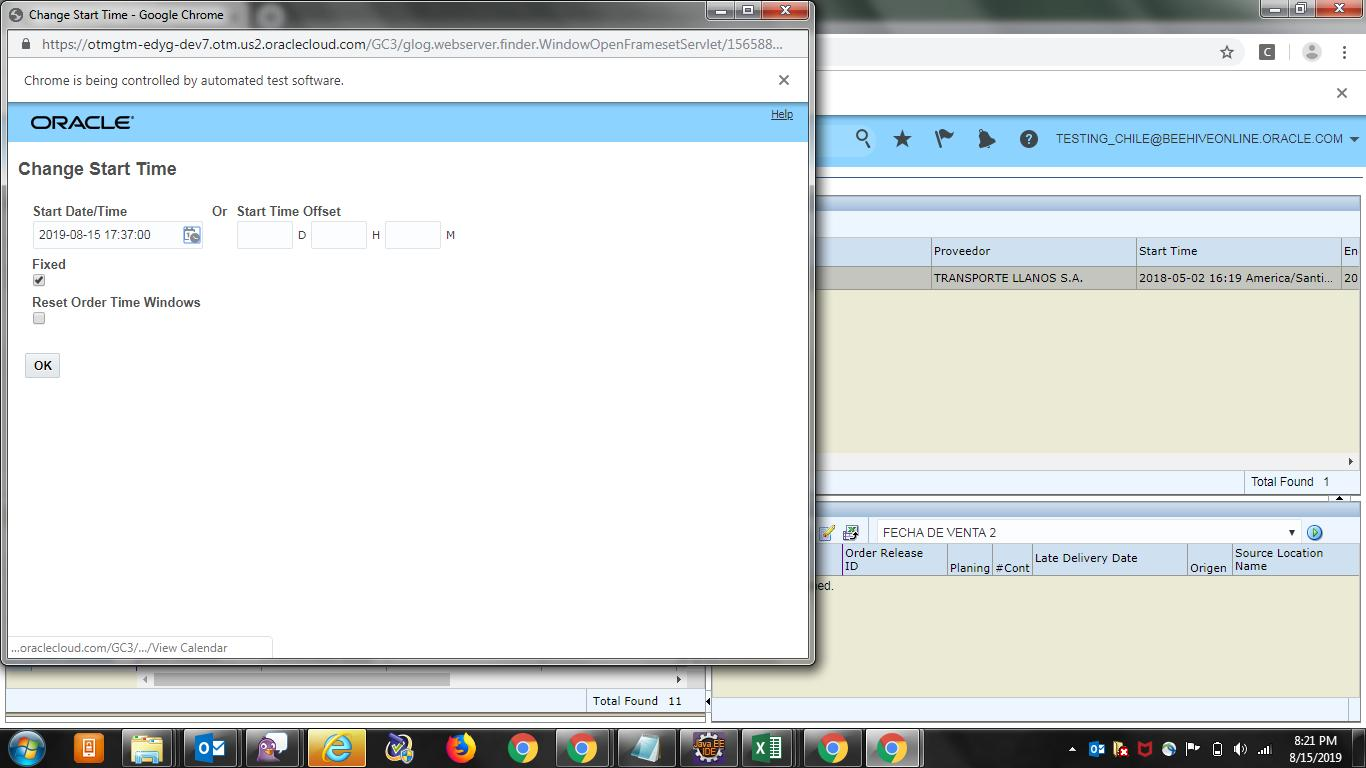 Change Start Time - Google Chrome
https://otmgtm-edyg-dev7.otm.us2.oraclecloud.com/GC3/glog.webserver.finder.WindowOpenFramesetServlet/156588...
Chrome is being controlled by automated test software.
ORACLE
Help
Change Start Time
Start Date/Time Or Start Time Offset
2019-08-15 17:37:00 D H M
Fixed
Reset Order Time Windows
OK
...oraclecloud.com/GC3/.../View Calendar
C
TESTING_CHILE@BEEHIVEONLINE.ORACLE.COM
Proveedor Start Time En
TRANSPORTE LLANOS S.A. 2018-05-02 16:19 America/Santi... 20
Total Found 1
FECHA DE VENTA 2
Order Release ID Planing #Cont Late Delivery Date Origen Source Location Name
ned.
Total Found 11
Java EE
IDE
8:21 PM
8/15/2019